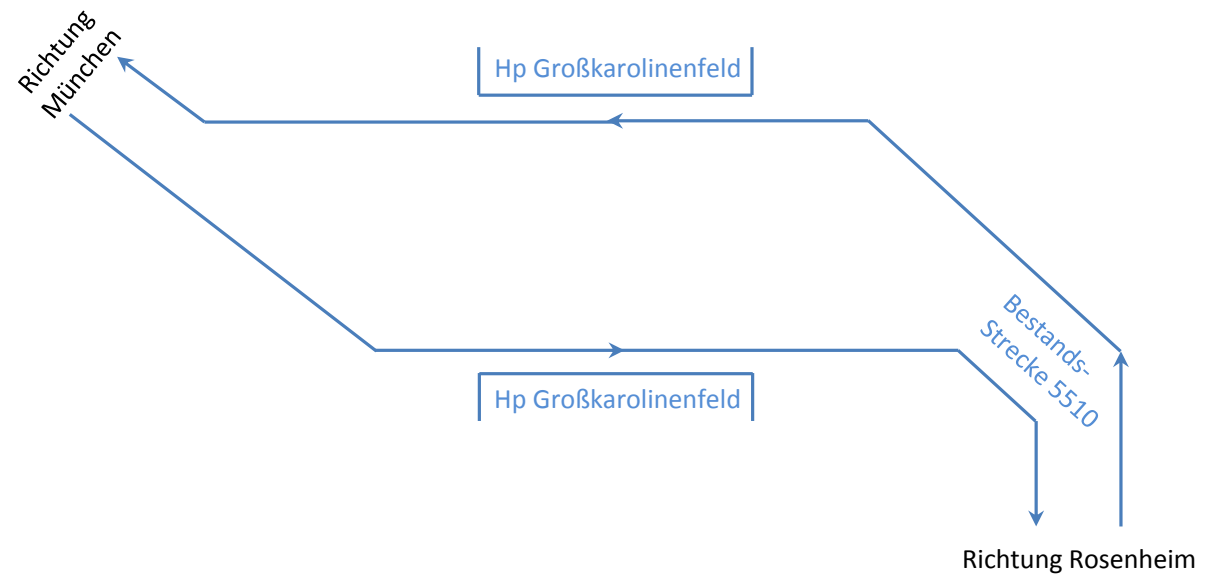 Richtung
München
Hp Großkarolinenfeld
Bestands-
Strecke 5510
Hp Großkarolinenfeld
Richtung Rosenheim